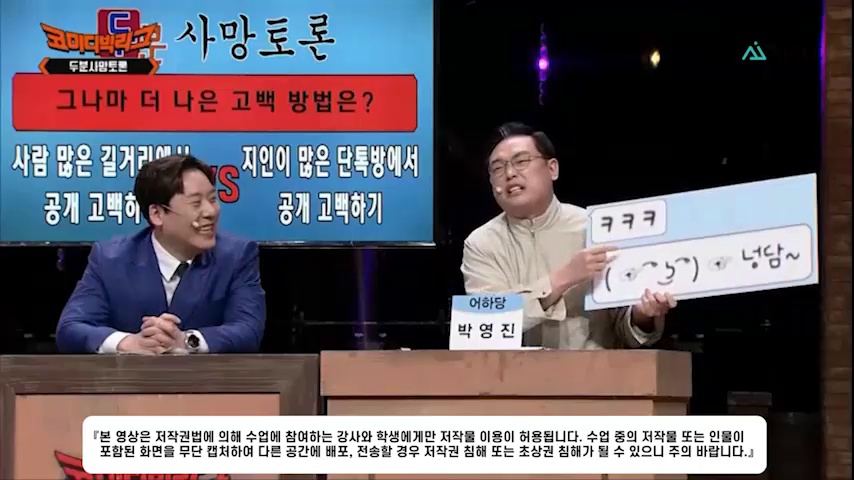 코미디빅리그
두분사망토론
사망토론
그나마 더 나은 고백 방법은?
사람 많은 길거리에서
공개 고백하
VS
지인이 많은 단톡방에서
공개 고백하기
ㅋㅋㅋ
넝담~
어하당
박영진
『본 영상은 저작권법에 의해 수업에 참여하는 강사와 학생에게만 저작물 이용이 허용됩니다. 수업 중의 저작물 또는 인물이
포함된 화면을 무단 캡처하여 다른 공간에 배포, 전송할 경우 저작권 침해 또는 초상권 침해가 될 수 있으니 주의 바랍니다.』